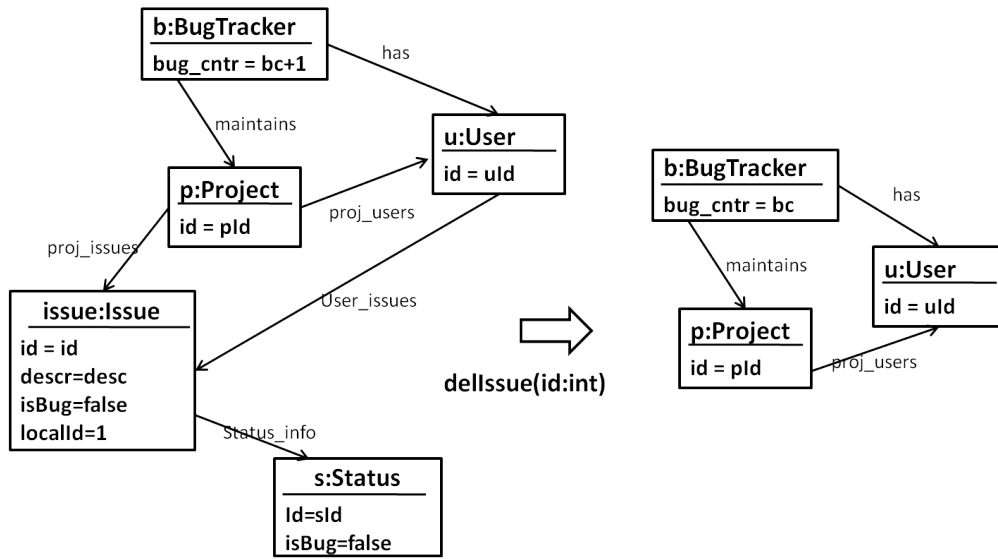 b:BugTracker
bug_cntr = bc+1
has
maintains
u:User
id = uId
p:Project
id = pId
proj_users
proj_issues
issue:Issue
id = id
descr=desc
isBug=false
localId=1
User_issues
Status_info
s:Status
Id=sId
isBug=false
delIssue(id:int)
b:BugTracker
bug_cntr = bc
has
maintains
u:User
id = uId
p:Project
id = pId
proj_users